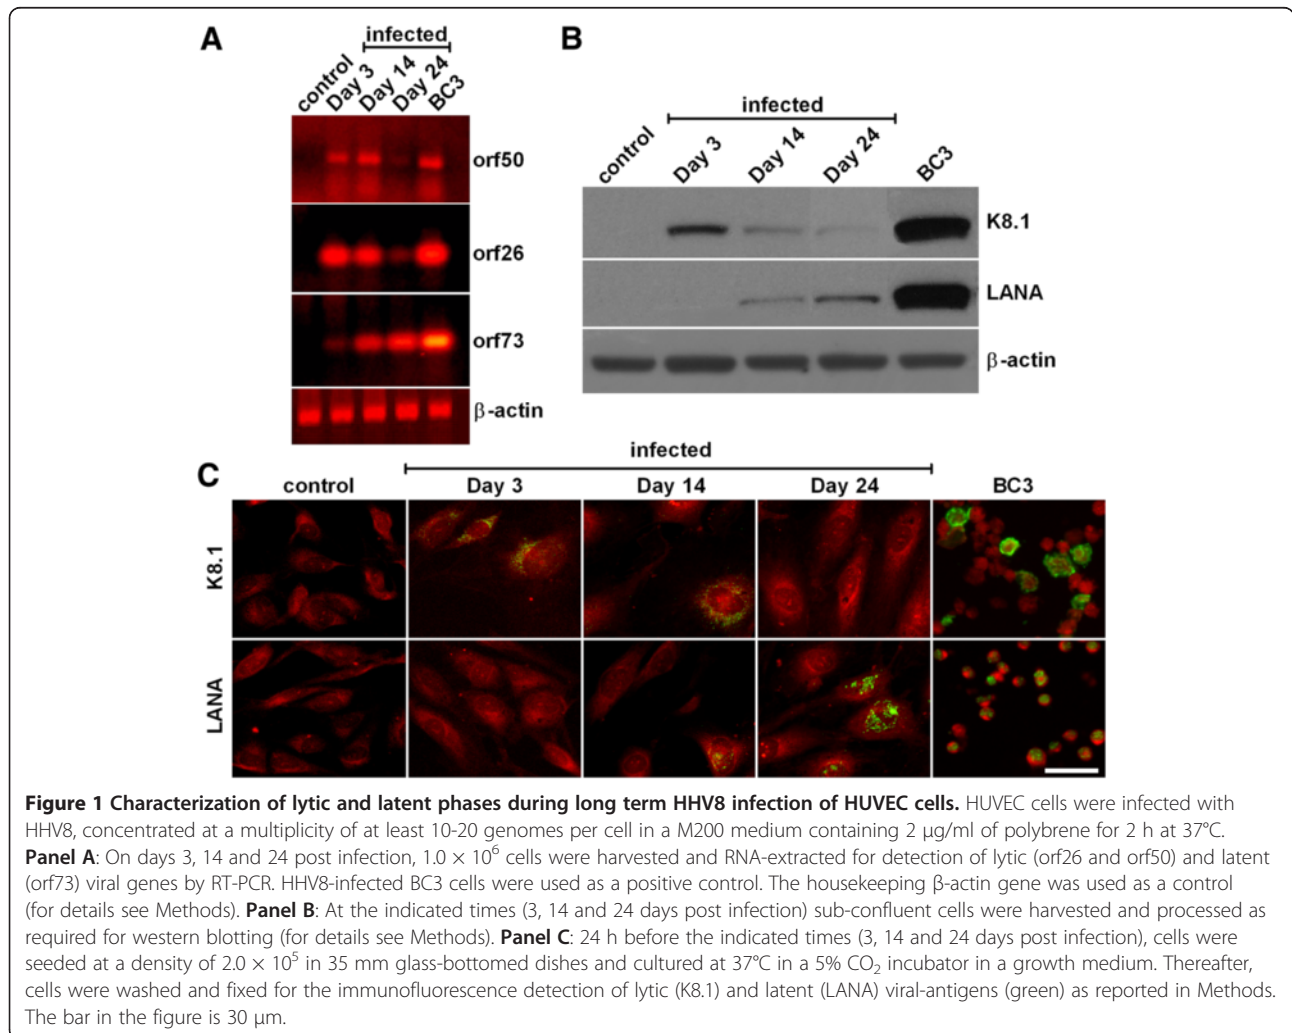 A
infected
control
Day 3
Day 14
Day 24
BC3
orf50
orf26
orf73
β-actin
B
infected
control
Day 3
Day 14
Day 24
BC3
K8.1
LANA
β-actin
C
infected
control
Day 3
Day 14
Day 24
BC3
K8.1
LANA
Figure 1 Characterization of lytic and latent phases during long term HHV8 infection of HUVEC cells. HUVEC cells were infected with
HHV8, concentrated at a multiplicity of at least 10-20 genomes per cell in a M200 medium containing 2 μg/ml of polybrene for 2 h at 37°C.
Panel A: On days 3, 14 and 24 post infection, 1.0 × 10⁶ cells were harvested and RNA-extracted for detection of lytic (orf26 and orf50) and latent
(orf73) viral genes by RT-PCR. HHV8-infected BC3 cells were used as a positive control. The housekeeping β-actin gene was used as a control
(for details see Methods). Panel B: At the indicated times (3, 14 and 24 days post infection) sub-confluent cells were harvested and processed as
required for western blotting (for details see Methods). Panel C: 24 h before the indicated times (3, 14 and 24 days post infection), cells were
seeded at a density of 2.0 × 10⁵ in 35 mm glass-bottomed dishes and cultured at 37°C in a 5% CO₂ incubator in a growth medium. Thereafter,
cells were washed and fixed for the immunofluorescence detection of lytic (K8.1) and latent (LANA) viral-antigens (green) as reported in Methods.
The bar in the figure is 30 μm.